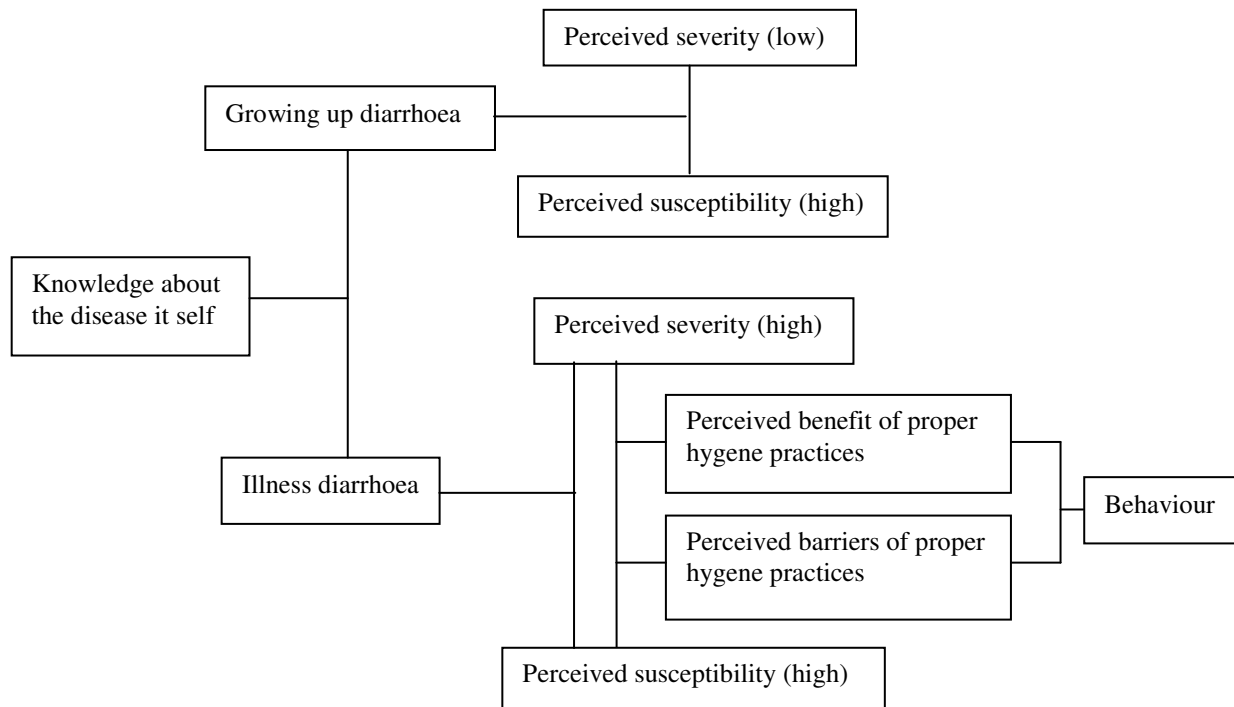 Perceived severity (low)
Growing up diarrhoea
Perceived susceptibility (high)
Knowledge about
the disease it self
Perceived severity (high)
Perceived benefit of proper
hygene practices
Illness diarrhoea
Behaviour
Perceived barriers of proper
hygene practices
Perceived susceptibility (high)